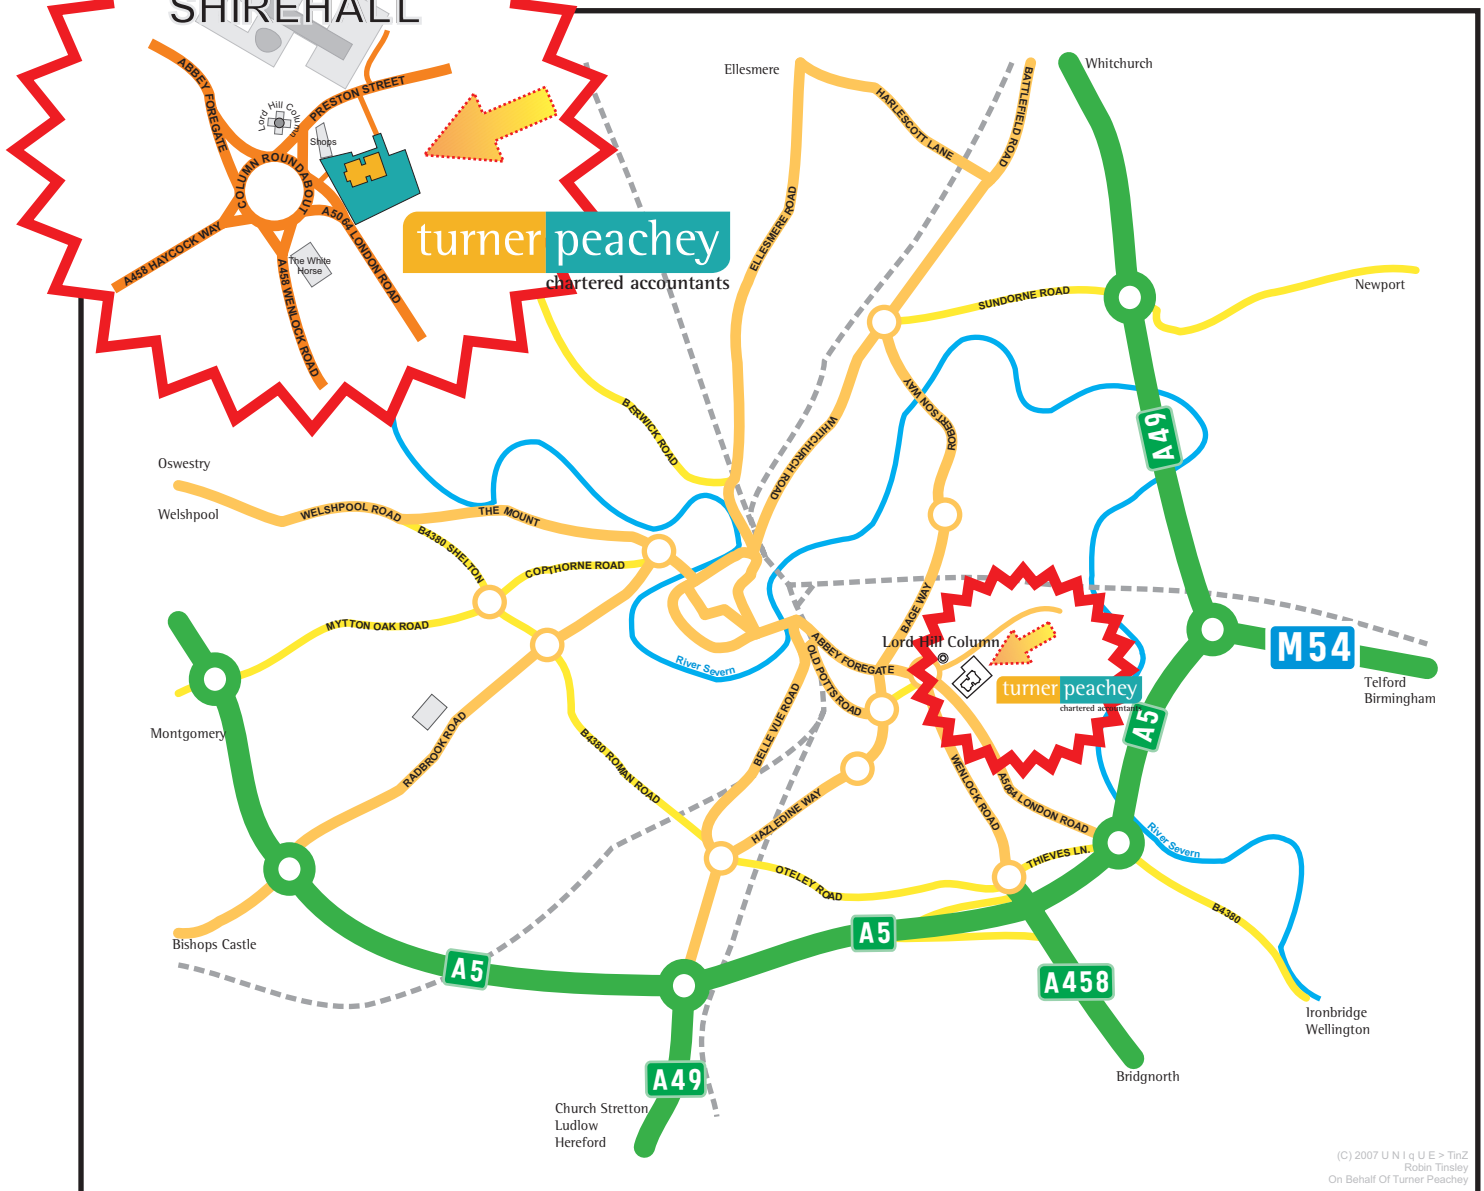 SHIREHALL
ABBEY FOREGATE
Lord Hill Column
PRESTON STREET
Shops
COLUMN ROUNDABOUT
A5064 LONDON ROAD
A458 HAYCOCK WAY
The White
Horse
A458 WENLOCK ROAD
turner peachey
chartered accountants
Ellesmere
HARLESCOTT LANE
BATTLEFIELD ROAD
Whitchurch
ELLESMERE ROAD
SUNDORNE ROAD
Newport
BERWICK ROAD
WHITCHURCH ROAD
ROBERTSON WAY
A49
Oswestry
Welshpool
WELSHPOOL ROAD
THE MOUNT
B4380 SHELTON
COPTHORNE ROAD
MYTTON OAK ROAD
River Severn
BAGE WAY
Lord Hill Column
ABBEY FOREGATE
OLD POTTS ROAD
turner peachey
chartered accountants
M54
Telford
Birmingham
A5
Montgomery
RADBROOK ROAD
B4380 ROMAN ROAD
BELLE VUE ROAD
HAZLEDINE WAY
WENLOCK ROAD
A5064 LONDON ROAD
THIEVES LN.
River Severn
OTELEY ROAD
B4380
Bishops Castle
A5
A5
A458
Ironbridge
Wellington
Bridgnorth
A49
Church Stretton
Ludlow
Hereford
(C) 2007 U N I q U E > TinZ
Robin Tinsley
On Behalf Of Turner Peachey